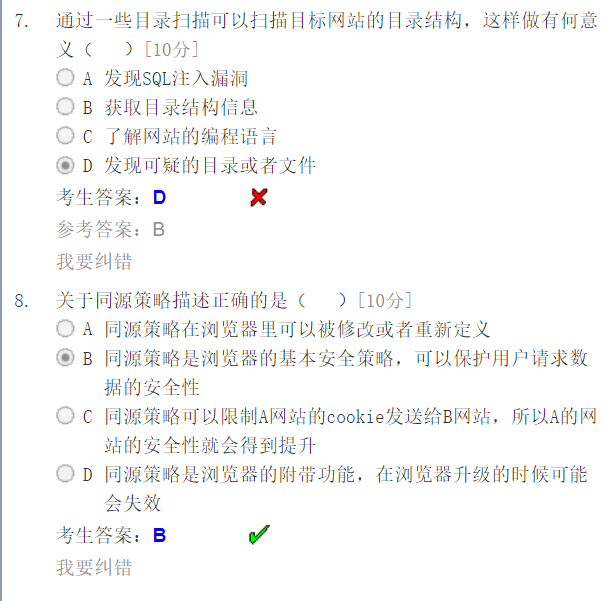 7. 通过一些目录扫描可以扫描目标网站的目录结构，这样做有何意
义（ ）[10分]
A 发现SQL注入漏洞
B 获取目录结构信息
C 了解网站的编程语言
D 发现可疑的目录或者文件
考生答案：D
参考答案：B
我要纠错
8. 关于同源策略描述正确的是（ ）[10分]
A 同源策略在浏览器里可以被修改或者重新定义
B 同源策略是浏览器的基本安全策略，可以保护用户请求数
据的安全性
C 同源策略可以限制A网站的cookie发送给B网站，所以A的网
站的安全性就会得到提升
D 同源策略是浏览器的附带功能，在浏览器升级的时候可能
会失效
考生答案：B
我要纠错